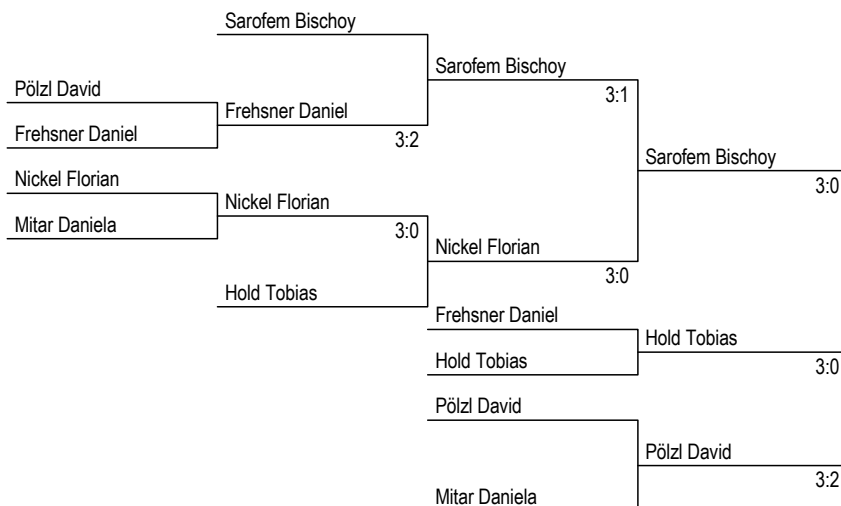 Sarofem Bischoy
Sarofem Bischoy
Pölzl David
3:1
Frehsner Daniel
Frehsner Daniel
3:2
Sarofem Bischoy
Nickel Florian
3:0
Nickel Florian
Mitar Daniela
3:0
Nickel Florian
3:0
Hold Tobias
Frehsner Daniel
Hold Tobias
Hold Tobias
3:0
Pölzl David
Pölzl David
3:2
Mitar Daniela